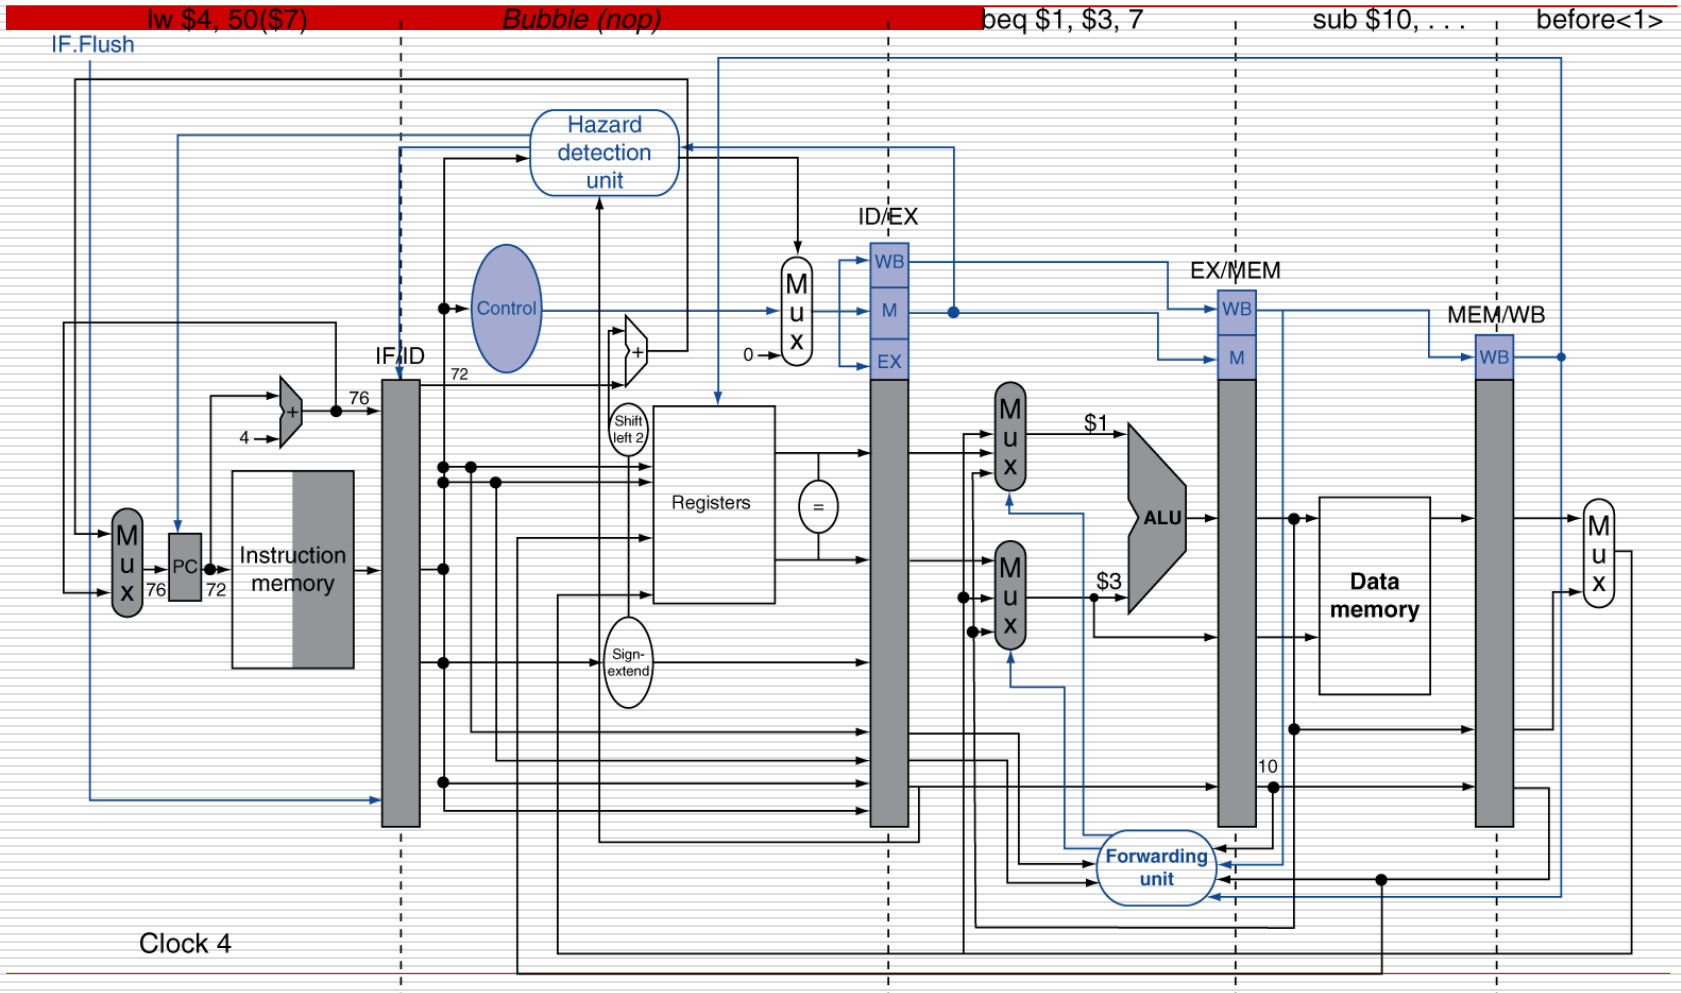 lw $4, 50($7)
Bubble (nop)
beq $1, $3, 7
sub $10, . . .
before<1>
IF.Flush
Hazard
detection
unit
ID/EX
WB
M
EX
Control
M
u
x
0
EX/MEM
WB
M
MEM/WB
WB
IF/ID
72
+
76
+
4
Shift
left 2
Registers
=
M
u
x
$1
ALU
M
u
x
$3
M
u
x
76
PC
72
Instruction
memory
Data
memory
M
u
x
Sign-
extend
10
Forwarding
unit
Clock 4